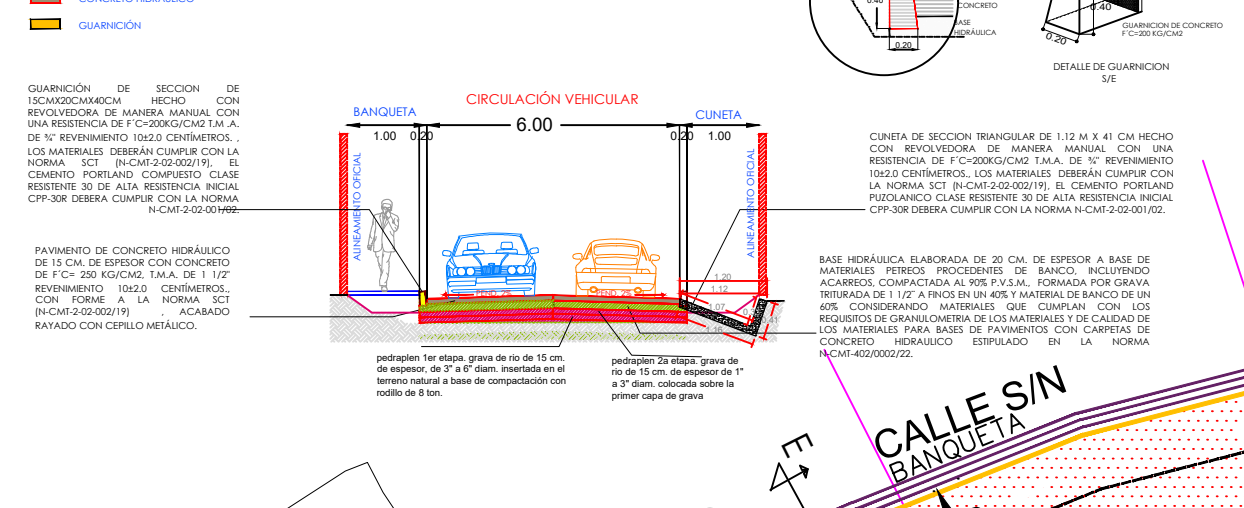 CONCRETO HIDRÁULICO
GUARNICIÓN
GUARNICIÓN DE SECCION DE
15CMX20CMX40CM HECHO CON
REVOLVEDORA DE MANERA MANUAL CON
UNA RESISTENCIA DE F´C=200KG/CM2 T.M .A.
DE ¾" REVENIMIENTO 10±2.0 CENTÍMETROS. ,
LOS MATERIALES DEBERÁN CUMPLIR CON LA
NORMA SCT (N-CMT-2-02-002/19), EL
CEMENTO PORTLAND COMPUESTO CLASE
RESISTENTE 30 DE ALTA RESISTENCIA INICIAL
CPP-30R DEBERA CUMPLIR CON LA NORMA
N-CMT-2-02-001/02.
PAVIMENTO DE CONCRETO HIDRÁULICO
DE 15 CM. DE ESPESOR CON CONCRETO
DE F´C= 250 KG/CM2, T.M.A. DE 1 1/2"
REVENIMIENTO 10±2.0 CENTÍMETROS.,
CON FORME A LA NORMA SCT
(N-CMT-2-02-002/19) , ACABADO
RAYADO CON CEPILLO METÁLICO.
CIRCULACIÓN VEHICULAR
BANQUETA
CUNETA
1.00
0.20
6.00
0.20
1.00
ALINEAMIENTO OFICIAL
ALINEAMIENTO OFICIAL
1.20
1.12
1.07
1.16
0.41
pedraplen 1er etapa. grava de rio de 15 cm.
de espesor, de 3" a 6" diam. insertada en el
terreno natural a base de compactación con
rodillo de 8 ton.
pedraplen 2a etapa. grava de
rio de 15 cm. de espesor de 1"
a 3" diam. colocada sobre la
primer capa de grava
CONCRETO
BASE
HIDRÁULICA
0.20
0.40
0.20
GUARNICION DE CONCRETO
F´C=200 KG/CM2
DETALLE DE GUARNICION
S/E
CUNETA DE SECCION TRIANGULAR DE 1.12 M X 41 CM HECHO
CON REVOLVEDORA DE MANERA MANUAL CON UNA
RESISTENCIA DE F´C=200KG/CM2 T.M.A. DE ¾" REVENIMIENTO
10±2.0 CENTÍMETROS., LOS MATERIALES DEBERÁN CUMPLIR CON
LA NORMA SCT (N-CMT-2-02-002/19), EL CEMENTO PORTLAND
PUZOLANICO CLASE RESISTENTE 30 DE ALTA RESISTENCIA INICIAL
CPP-30R DEBERA CUMPLIR CON LA NORMA N-CMT-2-02-001/02.
BASE HIDRÁULICA ELABORADA DE 20 CM. DE ESPESOR A BASE DE
MATERIALES PETREOS PROCEDENTES DE BANCO, INCLUYENDO
ACARREOS, COMPACTADA AL 90% P.V.S.M., FORMADA POR GRAVA
TRITURADA DE 1 1/2" A FINOS EN UN 40% Y MATERIAL DE BANCO DE UN
60% CONSIDERANDO MATERIALES QUE CUMPLAN CON LOS
REQUISITOS DE GRANULOMETRIA DE LOS MATERIALES Y DE CALIDAD DE
LOS MATERIALES PARA BASES DE PAVIMENTOS CON CARPETAS DE
CONCRETO HIDRAULICO ESTIPULADO EN LA NORMA
N-CMT-402/0002/22.
CALLE S/N
BANQUETA
E